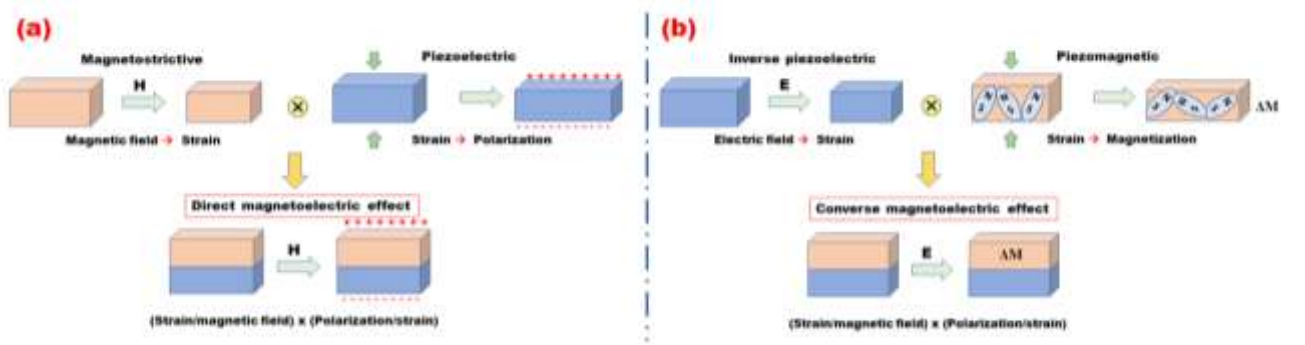 (a)
Magnetostrictive
H
Magnetic field → Strain
Piezoelectric
Strain → Polarization
Direct magnetoelectric effect
H
(Strain/magnetic field) x (Polarization/strain)
(b)
Inverse piezoelectric
E
Electric field → Strain
Piezomagnetic
ΔM
Strain → Magnetization
Converse magnetoelectric effect
E
ΔM
(Strain/magnetic field) x (Polarization/strain)